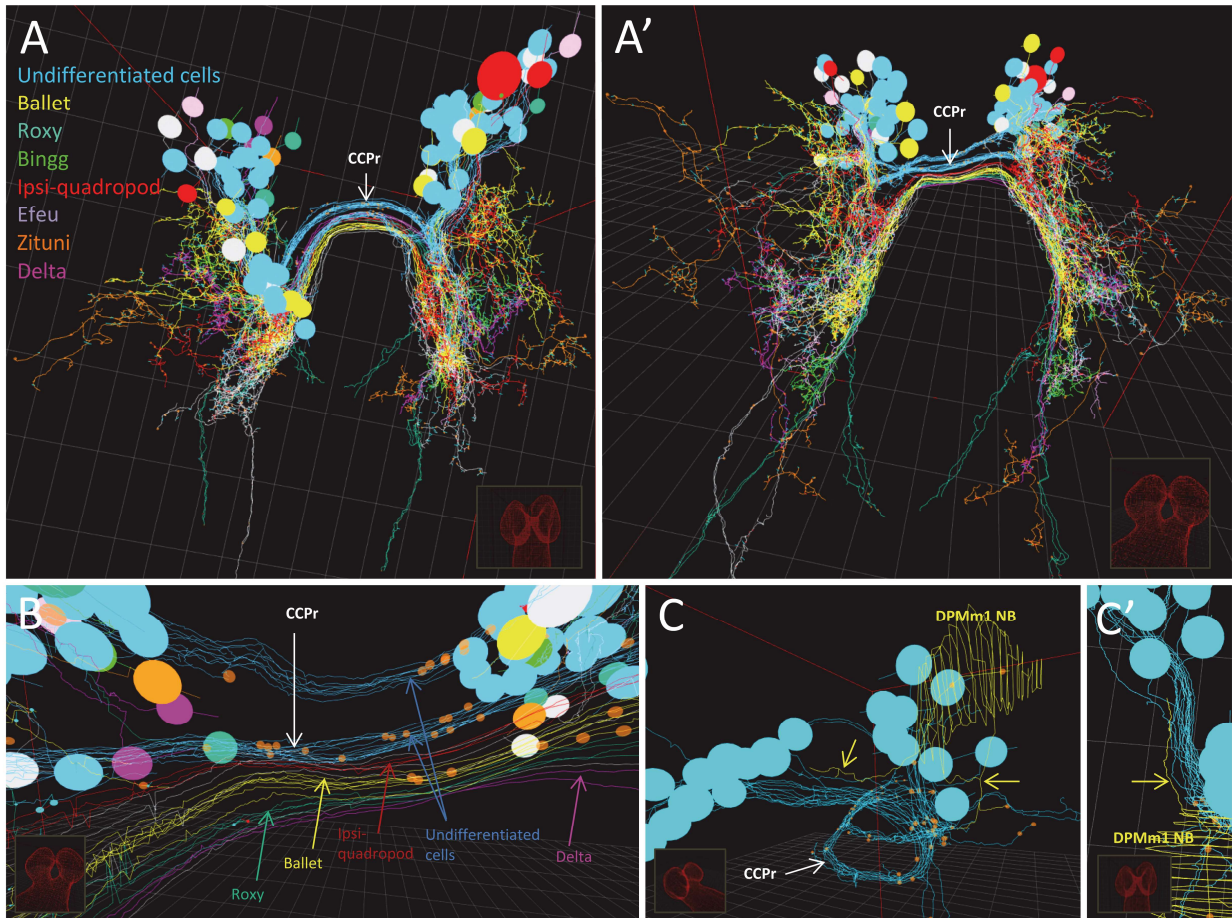 A
Undifferentiated cells
Ballet
Roxy
Bingg
Ipsi-quadropod
Efeu
Zituni
Delta
CCPr
A'
CCPr
B
CCPr
Ballet
Roxy
Ipsi-
quadropod
Undifferentiated
cells
Delta
C
DPMm1 NB
CCPr
C'
DPMm1 NB